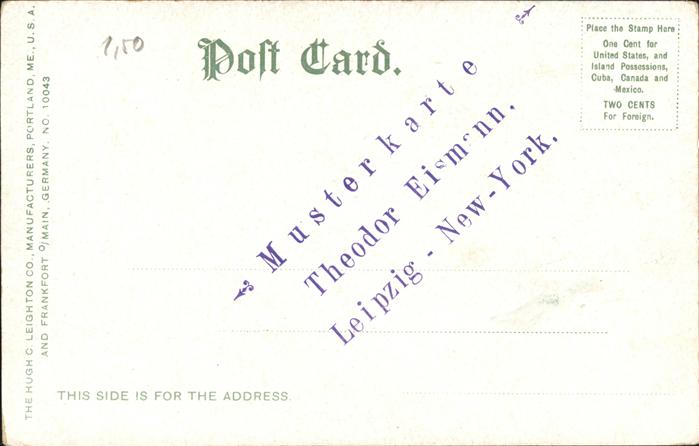 1,50
Post Card.
Place the Stamp Here
One Cent for
United States, and
Island Possessions,
Cuba, Canada and
Mexico.
TWO CENTS
For Foreign.
Musterkarte
Theodor Eismann,
Leipzig - New-York.
THE HUGH C. LEIGHTON CO., MANUFACTURERS, PORTLAND, ME., U.S.A.
AND FRANKFORT O/MAIN, GERMANY. NO. 10043
THIS SIDE IS FOR THE ADDRESS.